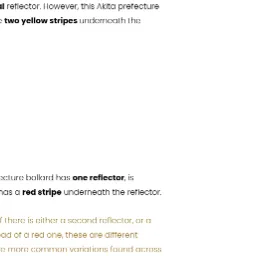 al reflector. However, this Akita prefecture
two yellow stripes underneath the
ecture bollard has one reflector, is
has a red stripe underneath the reflector.
f there is either a second reflector, or a
ad of a red one, these are different
e more common variations found across